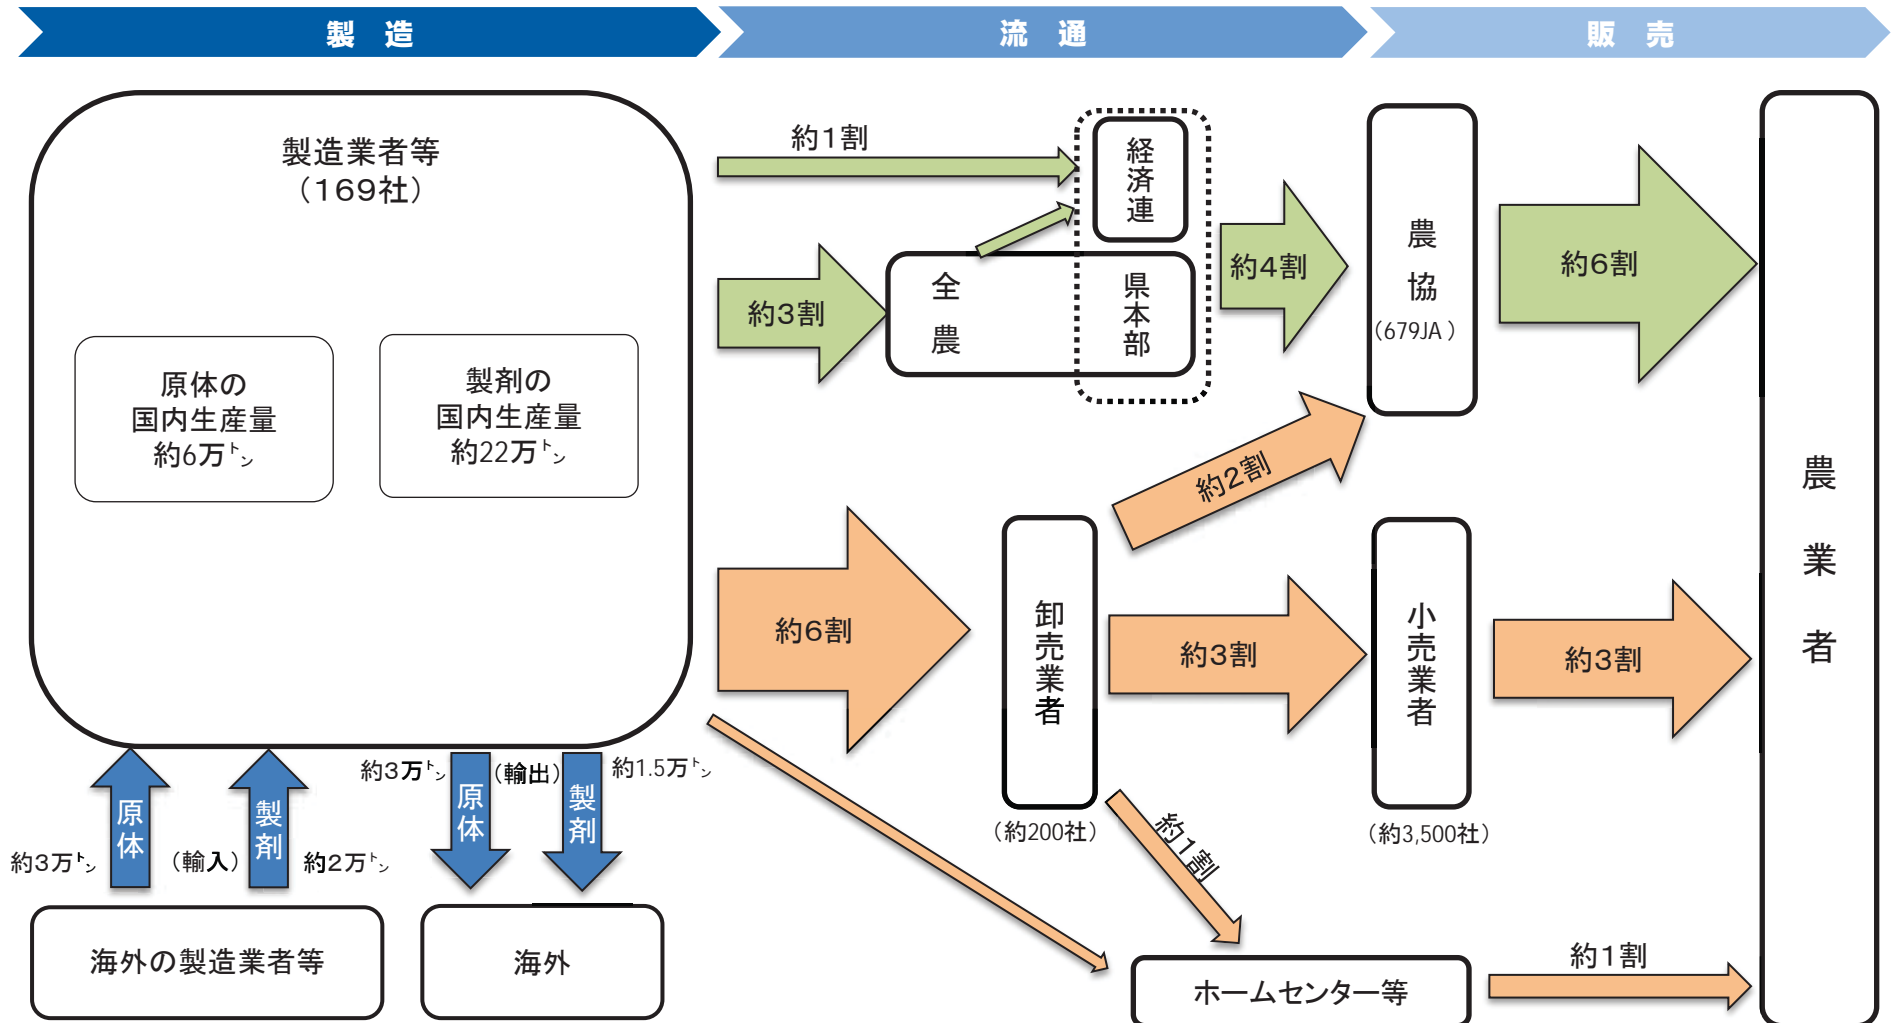 製造
流通
販売
製造業者等
（169社）
原体の
国内生産量
約6万トン
製剤の
国内生産量
約22万トン
約1割
経済連
約3割
全農
県本部
約4割
農協
（679JA）
約6割
約2割
約6割
卸売業者
（約200社）
約3割
小売業者
（約3,500社）
約3割
農業者
約1割
ホームセンター等
約1割
約3万トン
原体
（輸入）
製剤
約2万トン
約3万トン
原体
（輸出）
製剤
約1.5万トン
海外の製造業者等
海外